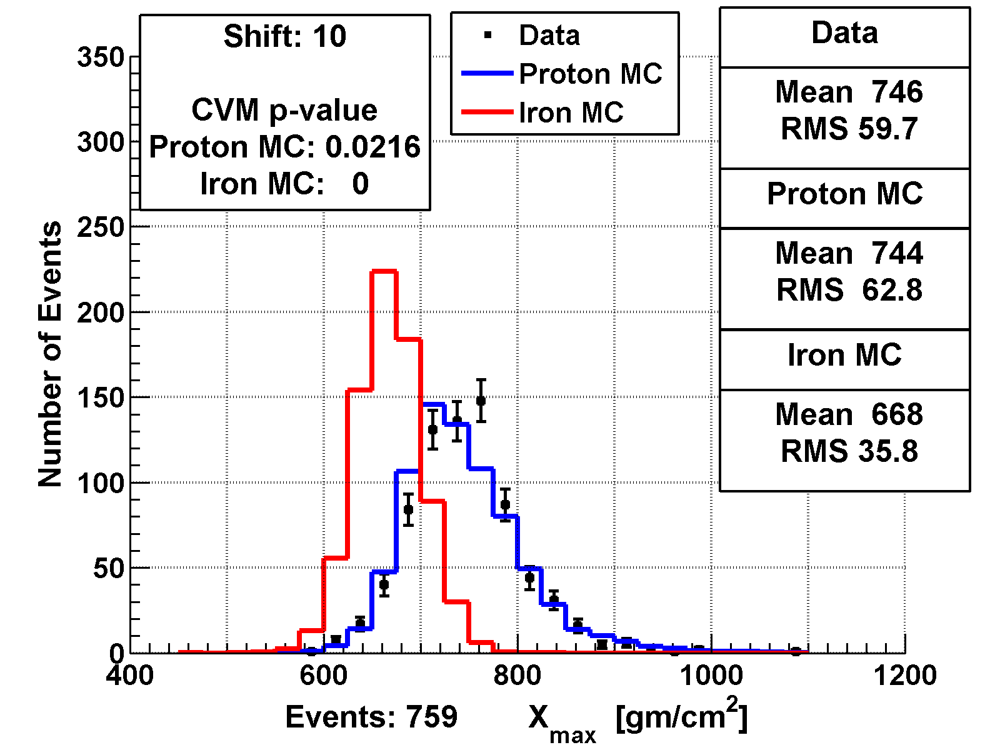 Shift: 10
CVM p-value
Proton MC: 0.0216
Iron MC: 0
Data
Proton MC
Iron MC
Data
Mean 746
RMS 59.7
Proton MC
Mean 744
RMS 62.8
Iron MC
Mean 668
RMS 35.8
Number of Events
350
300
250
200
150
100
50
0
400 600 800 1000 1200
Events: 759 Xmax [gm/cm²]